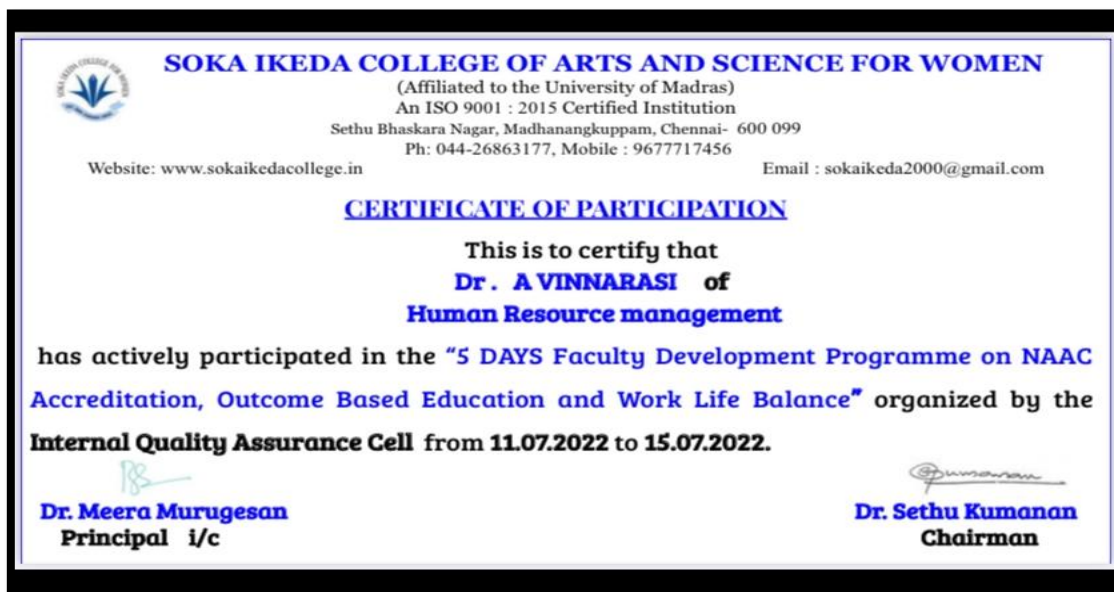 SOKA IKEDA COLLEGE OF ARTS AND SCIENCE FOR WOMEN
(Affiliated to the University of Madras)
An ISO 9001 : 2015 Certified Institution
Sethu Bhaskara Nagar, Madhanangkuppam, Chennai- 600 099
Ph: 044-26863177, Mobile : 9677717456
Website: www.sokaikedacollege.in Email : sokaikeda2000@gmail.com
CERTIFICATE OF PARTICIPATION
This is to certify that
Dr . A VINNARASI of
Human Resource management
has actively participated in the “5 DAYS Faculty Development Programme on NAAC
Accreditation, Outcome Based Education and Work Life Balance” organized by the
Internal Quality Assurance Cell from 11.07.2022 to 15.07.2022.
Dr. Meera Murugesan Dr. Sethu Kumanan
Principal i/c Chairman